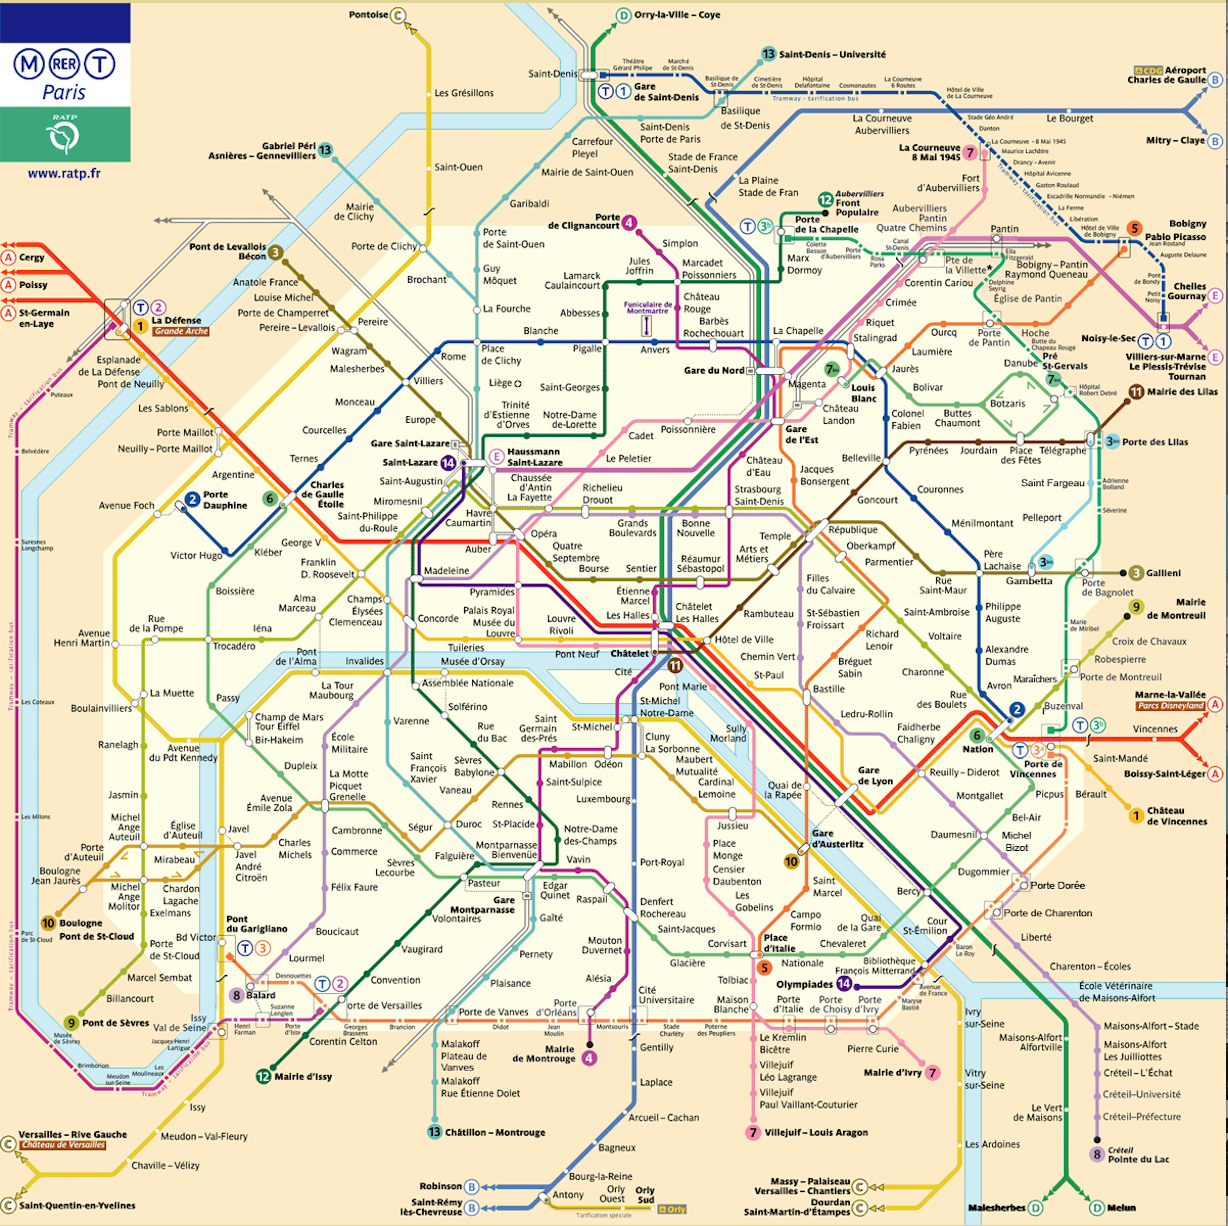 M RER T
Paris
RATP
www.ratp.fr
Pontoise C
D Orry-la-Ville – Coye
13 Saint-Denis – Université
CDG Aéroport
Charles de Gaulle B
Mitry – Claye B
Saint-Denis
Théâtre
Gérard Philipe
Marché
de St-Denis
T 1 Gare
de Saint-Denis
Basilique de
St-Denis
Cimetière
de St-Denis
Hôpital
Delafontaine
Cosmonautes
La Courneuve
6 Routes
Hôtel de Ville
de La Courneuve
Tramway - tarification bus
Les Grésillons
Basilique
de St-Denis
Saint-Denis
Porte de Paris
La Courneuve
Aubervilliers
Le Bourget
Stade Géo André
Danton
La Courneuve – 8 Mai 1945
Maurice Lachâtre
Drancy – Avenir
Hôpital Avicenne
Gaston Roulaud
Escadrille Normandie – Niémen
La Ferme
Libération
Hôtel de Ville
de Bobigny
Tramway - tarification bus
Gabriel Péri
Asnières – Gennevilliers 13
Carrefour
Pleyel
Stade de France
Saint-Denis
La Courneuve
8 Mai 1945 7
Saint-Ouen
Mairie de Saint-Ouen
La Plaine
Stade de Fran
Fort
d'Aubervilliers
Mairie
de Clichy
Garibaldi
12 Aubervilliers
Front
Populaire
Aubervilliers
Pantin
Quatre Chemins
Porte
de Clignancourt 4
T 3b Porte
de la Chapelle
Pantin
5 Bobigny
Pablo Picasso
Jean Rostand
Auguste Delaune
Pont
de Bondy
Petit
Noisy
Colette
Besson
Porte
d'Aubervilliers
Rosa
Parks
Canal
St-Denis
Ella
Fitzgerald
Pont de Levallois
Bécon 3
Porte de Clichy
Porte
de Saint-Ouen
Simplon
Jules
Joffrin
Marcadet
Poissonniers
Marx
Dormoy
Pte de
la Villette
Delphine
Seyrig
Bobigny – Pantin
Raymond Queneau
A Cergy
A Poissy
A St-Germain
en-Laye
Anatole France
Louise Michel
Porte de Champerret
Pereire – Levallois
Pereire
Brochant
Guy
Môquet
La Fourche
Lamarck
Caulaincourt
Abbesses
Funiculaire de
Montmartre
Château
Rouge
Barbès
Rochechouart
Corentin Cariou
Crimée
Église de Pantin
Chelles
Gournay E
Noisy-le-Sec T 1
Villiers-sur-Marne
Le Plessis-Trévise
Tournan E
T 2
1 La Défense
Grande Arche
Wagram
Malesherbes
Rome
Place
de Clichy
Blanche
Pigalle
Anvers
La Chapelle
Riquet
Stalingrad
Ourcq
Porte
de Pantin
Hoche
Butte du
Chapeau Rouge
Esplanade
de La Défense
Pont de Neuilly
Puteaux
Villiers
Liège
Saint-Georges
Gare du Nord
Magenta
7bis Louis
Blanc
Jaurès
Laumière
Danube
Pré
St-Gervais
7bis
Hôpital
Robert Debré
11 Mairie des Lilas
Les Sablons
Monceau
Europe
Trinité
d'Estienne
d'Orves
Notre-Dame
de-Lorette
Poissonnière
Château
Landon
Bolivar
Botzaris
Buttes
Chaumont
Belvédère
Porte Maillot
Neuilly – Porte Maillot
Courcelles
Gare Saint-Lazare
Cadet
Gare
de l'Est
Colonel
Fabien
3bis Porte des Lilas
Argentine
Ternes
Saint-Lazare 14
E Haussmann
Saint-Lazare
Le Peletier
Château
d'Eau
Jacques
Bonsergent
Belleville
Pyrénées
Jourdain
Place
des Fêtes
Télégraphe
Avenue Foch
2 Porte
Dauphine
6 Charles
de Gaulle
Étoile
Saint-Augustin
Miromesnil
Chaussée
d'Antin
La Fayette
Richelieu
Drouot
Strasbourg
Saint-Denis
Goncourt
Couronnes
Saint Fargeau
Adrienne
Bolland
Séverine
Saint-Philippe
du-Roule
Havre
Caumartin
Grands
Boulevards
Bonne
Nouvelle
République
Ménilmontant
Pelleport
Suresnes
Longchamp
Victor Hugo
Kléber
George V
Auber
Opéra
Quatre
Septembre
Bourse
Sentier
Réaumur
Sébastopol
Arts et
Métiers
Temple
Oberkampf
Parmentier
Rue
Saint-Maur
Père
Lachaise
3bis
Gambetta
Porte
de Bagnolet
3 Gallieni
Franklin
D. Roosevelt
Boissière
Madeleine
Pyramides
Étienne
Marcel
Filles
du Calvaire
Saint-Ambroise
Philippe
Auguste
9 Mairie
de Montreuil
Alma
Marceau
Champs
Élysées
Clemenceau
Concorde
Palais Royal
Musée du
Louvre
Louvre
Rivoli
Les Halles
Châtelet
Les Halles
Rambuteau
St-Sébastien
Froissart
Richard
Lenoir
Voltaire
Marie
de Miribel
Croix de Chavaux
Robespierre
Avenue
Henri Martin
Rue
de la Pompe
Iéna
Trocadéro
Tuileries
Pont Neuf
Châtelet
Hôtel de Ville
Chemin Vert
Bréguet
Sabin
Charonne
Alexandre
Dumas
Maraîchers
Porte de Montreuil
Pont
de l'Alma
Invalides
Musée d'Orsay
Assemblée Nationale
Cité
11
St-Paul
Bastille
Rue
des Boulets
Avron
Buzenval
Marne-la-Vallée
Parcs Disneyland A
La Muette
Passy
La Tour
Maubourg
Solférino
Pont Marie
St-Michel
Notre-Dame
Les Coteaux
Boulainvilliers
Champ de Mars
Tour Eiffel
Bir-Hakeim
Varenne
Rue
du Bac
Saint
Germain
des-Prés
St-Michel
Cluny
La Sorbonne
Sully
Morland
Ledru-Rollin
Faidherbe
Chaligny
2
6
Nation
T 3b
T 3a
Porte de
Vincennes
Vincennes
Ranelagh
Avenue
du Pdt Kennedy
École
Militaire
Saint
François
Xavier
Sèvres
Babylone
Mabillon
Odéon
Maubert
Mutualité
Cardinal
Lemoine
Quai de
la Rapée
Gare
de Lyon
Reuilly – Diderot
Saint-Mandé
Boissy-Saint-Léger A
Dupleix
La Motte
Picquet
Grenelle
Vaneau
Saint-Sulpice
Luxembourg
Montgallet
Picpus
Bérault
Jasmin
Avenue
Émile Zola
Rennes
Jussieu
Gare
d'Austerlitz
10
Daumesnil
Bel-Air
Michel
Bizot
1 Château
de Vincennes
Les Milons
Michel
Ange
Auteuil
Église
d'Auteuil
Javel
Cambronne
Ségur
Duroc
St-Placide
Notre-Dame
des-Champs
Place
Monge
Porte
d'Auteuil
Mirabeau
Javel
André
Citroën
Charles
Michels
Commerce
Sèvres
Lecourbe
Falguière
Montparnasse
Bienvenüe
Vavin
Port-Royal
Censier
Daubenton
Dugommier
Boulogne
Jean Jaurès
Michel
Ange
Molitor
Chardon
Lagache
Félix Faure
Pasteur
Edgar
Quinet
Raspail
Saint
Marcel
Bercy
Porte Dorée
10 Boulogne
Pont de St-Cloud
Exelmans
Pont
du Garigliano
Gare
Montparnasse
Denfert
Rochereau
Les
Gobelins
Campo
Formio
Quai
de la Gare
Cour
St-Émilion
Porte de Charenton
Parc
de St-Cloud
Porte
de St-Cloud
Bd Victor
T 3
Boucicaut
Volontaires
Gaîté
Saint-Jacques
Corvisart
Place
d'Italie
5
Chevaleret
Nationale
Baron
Le Roy
Liberté
Marcel Sembat
Lourmel
Vaugirard
Pernety
Mouton
Duvernet
Glacière
Bibliothèque
François Mitterrand
Charenton – Écoles
Desnouettes
T 2
Convention
Plaisance
Alésia
Tolbiac
Olympiades 14
Avenue
de France
École Vétérinaire
de Maisons-Alfort
Billancourt
8 Balard
Suzanne
Lenglen
Porte de Versailles
Porte de Vanves
Porte
d'Orléans
Cité
Universitaire
Maison
Blanche
Porte
d'Italie
Porte
de Choisy
Porte
d'Ivry
Maryse
Bastié
9 Pont de Sèvres
Issy
Val de Seine
Henri
Farman
Porte
d'Issy
Georges
Brassens
Brancion
Didot
Jean
Moulin
Montsouris
Stade
Charléty
Poterne des
Peupliers
Ivry
sur-Seine
Maisons-Alfort – Stade
Musée
de Sèvres
Jacques-Henri
Lartigue
Corentin Celton
Malakoff
Plateau de
Vanves
Mairie
de Montrouge
4
Gentilly
Le Kremlin
Bicêtre
Pierre Curie
Maisons-Alfort
Alfortville
Maisons-Alfort
Les Juilliottes
Brimborion
Meudon
sur-Seine
Les
Moulineaux
Tramway - tarification bus
12 Mairie d'Issy
Malakoff
Rue Étienne Dolet
Laplace
Villejuif
Léo Lagrange
Mairie d'Ivry 7
Vitry
sur-Seine
Créteil – L'Échat
Créteil–Université
Issy
Arcueil – Cachan
Villejuif
Paul Vaillant-Couturier
Le Vert
de Maisons
Créteil–Préfecture
C Versailles – Rive Gauche
Château de Versailles
Meudon – Val-Fleury
13 Châtillon – Montrouge
Bagneux
7 Villejuif – Louis Aragon
Les Ardoines
8 Créteil
Pointe du Lac
Chaville – Vélizy
Bourg-la-Reine
C Saint-Quentin-en-Yvelines
Robinson B
Saint-Rémy
lès-Chevreuse B
Antony
Orly
Ouest
Orly
Sud
Orly
Tarification spéciale
Massy – Palaiseau
Versailles – Chantiers C
Dourdan
Saint-Martin-d'Étampes C
Malesherbes D
D Melun